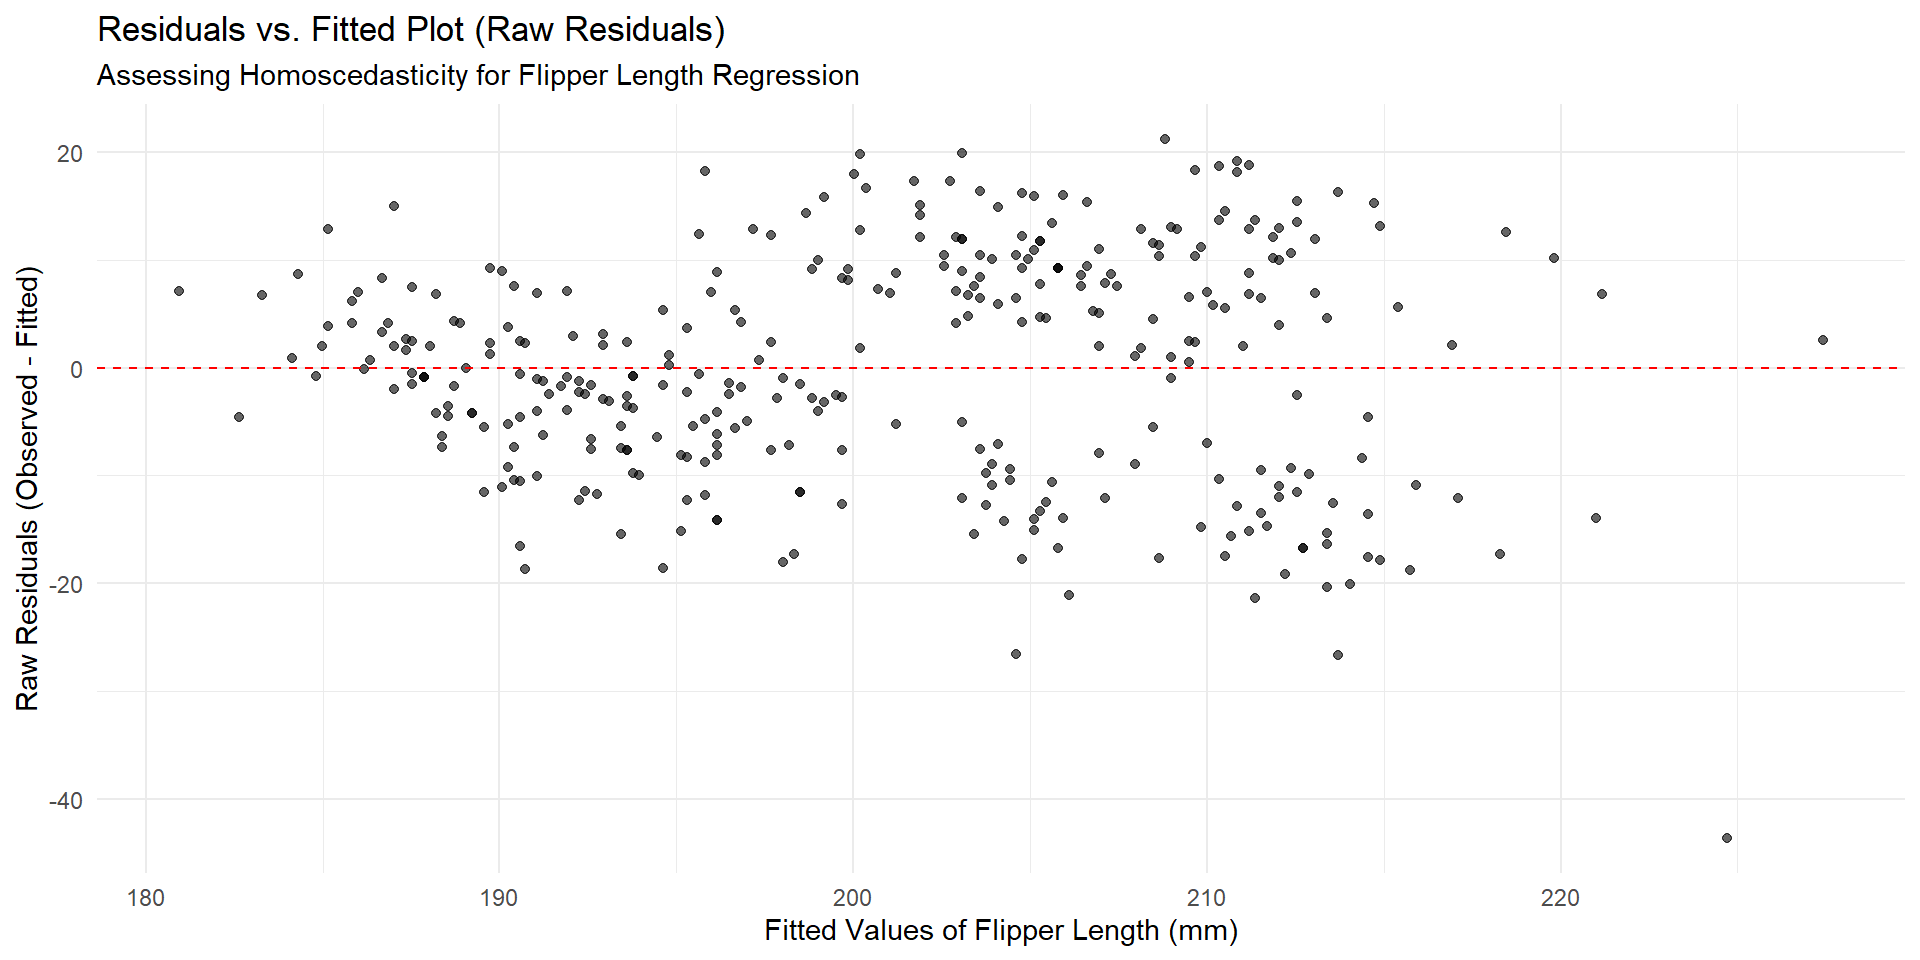 Residuals vs. Fitted Plot (Raw Residuals)
Assessing Homoscedasticity for Flipper Length Regression
Raw Residuals (Observed - Fitted)
20
0
-20
-40
180 190 200 210 220
Fitted Values of Flipper Length (mm)